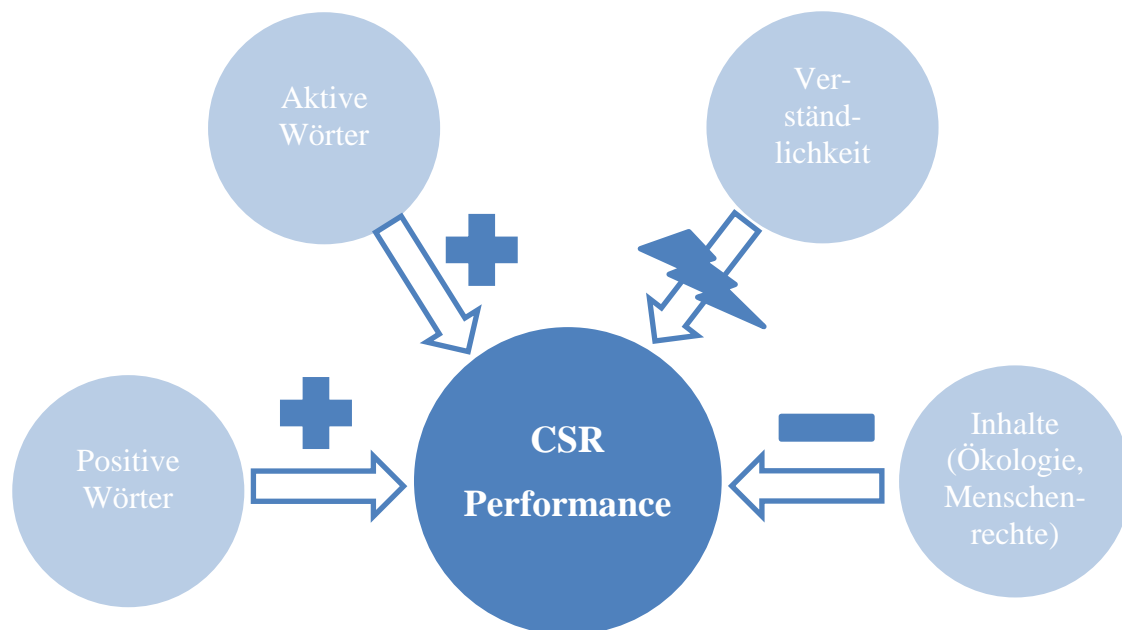 Aktive
Wörter
Ver-
ständ-
lichkeit
Positive
Wörter
CSR
Performance
Inhalte
(Ökologie,
Menschen-
rechte)